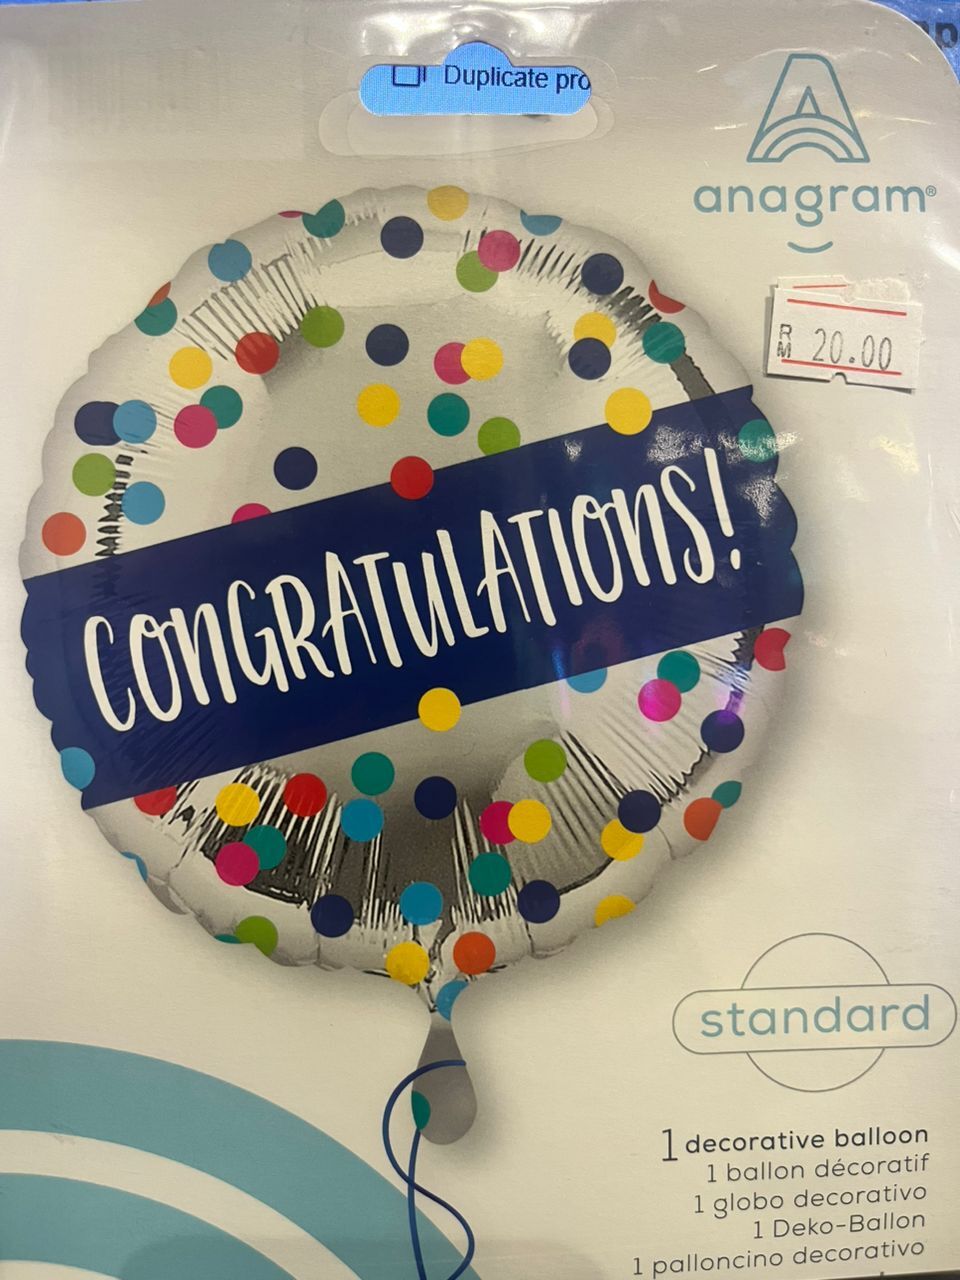 Duplicate pro
anagram®
RM 20.00
CONGRATULATIONS!
standard
1 decorative balloon
1 ballon décoratif
1 globo decorativo
1 Deko-Ballon
1 palloncino decorativo